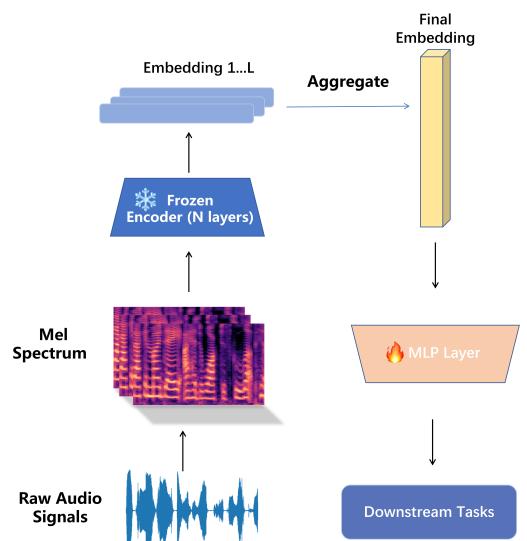 Final
Embedding
Embedding 1...L
Aggregate
Frozen
Encoder (N layers)
Mel
Spectrum
MLP Layer
Raw Audio
Signals
Downstream Tasks